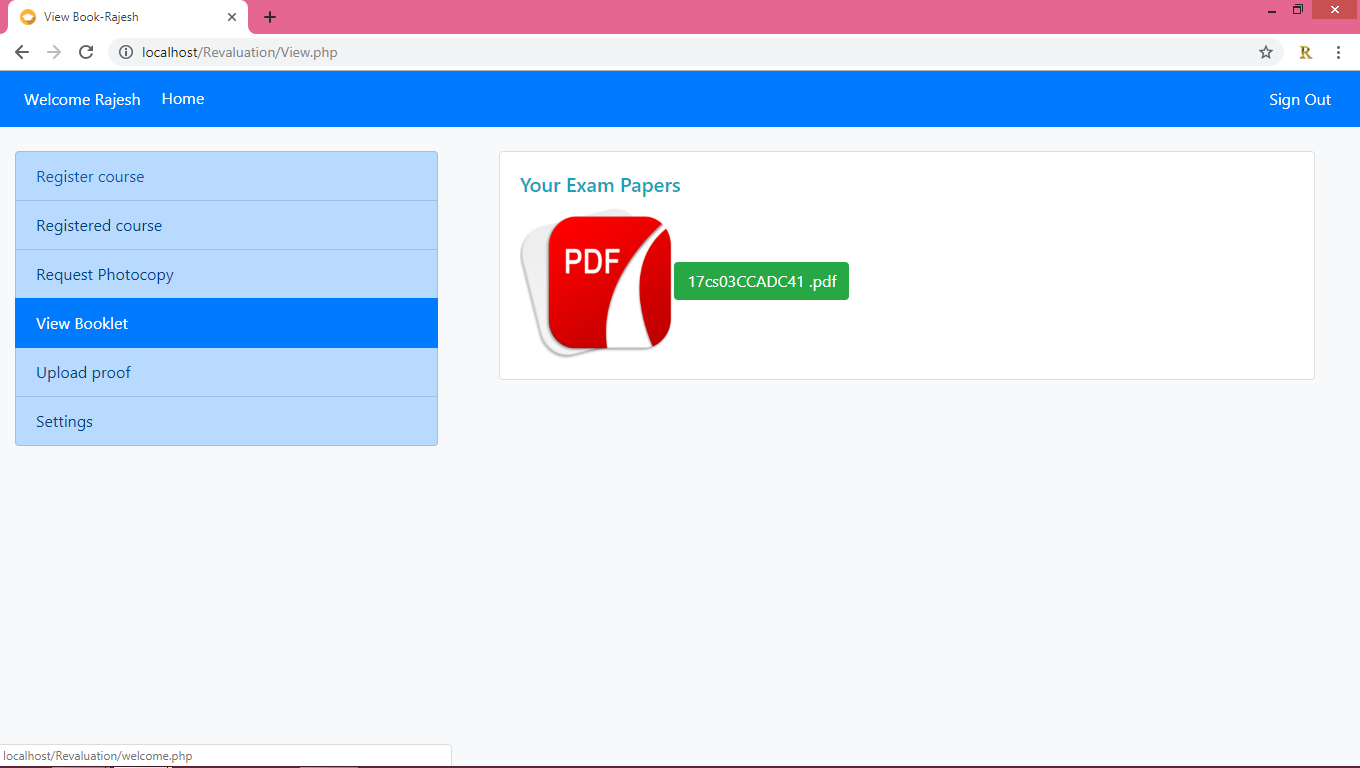 View Book-Rajesh
localhost/Revaluation/View.php
R
Welcome Rajesh Home Sign Out
Register course
Registered course
Request Photocopy
View Booklet
Upload proof
Settings
Your Exam Papers
PDF
17cs03CCADC41 .pdf
localhost/Revaluation/welcome.php